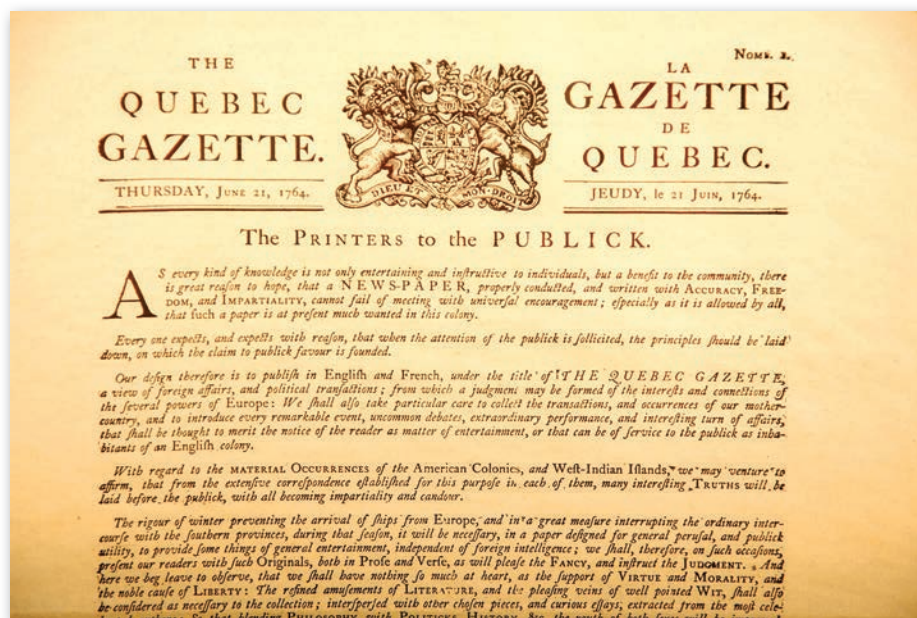 THE
QUEBEC
GAZETTE.
THURSDAY, JUNE 21, 1764.
DIEU ET MON DROIT
NOMB. 1.
LA
GAZETTE
DE
QUEBEC.
JEUDY, le 21 JUIN, 1764.
The PRINTERS to the PUBLICK.
AS every kind of knowledge is not only entertaining and inſtructive to individuals, but a benefit to the community, there
is great reaſon to hope, that a NEWS-PAPER, properly conducted, and written with ACCURACY, FREE-
DOM, and IMPARTIALITY, cannot fail of meeting with univerſal encouragement; eſpecially as it is allowed by all,
that ſuch a paper is at preſent much wanted in this colony.
Every one expects, and expects with reaſon, that when the attention of the publick is ſollicited, the principles ſhould be laid
down, on which the claim to publick favour is founded.
Our deſign therefore is to publiſh in Engliſh and French, under the title of THE QUEBEC GAZETTE,
a view of foreign affairs, and political tranſactions; from which a judgment may be formed of the intereſts and connections of
the ſeveral powers of Europe: We ſhall alſo take particular care to collect the tranſactions, and occurrences of our mother-
country, and to introduce every remarkable event, uncommon debates, extraordinary performance, and intereſting turn of affairs,
that ſhall be thought to merit the notice of the reader as matter of entertainment, or that can be of ſervice to the publick as inha-
bitants of an Engliſh colony.
With regard to the MATERIAL OCCURRENCES of the American Colonies, and Weſt-Indian Iſlands, we may venture to
affirm, that from the extenſive correſpondence eſtabliſhed for this purpoſe in each of them, many intereſting TRUTHS will be
laid before the publick, with all becoming impartiality and candour.
The rigour of winter preventing the arrival of ſhips from Europe, and in a great meaſure interrupting the ordinary inter-
courſe with the ſouthern provinces, during that ſeaſon, it will be neceſſary, in a paper deſigned for general peruſal, and publick
utility, to provide ſome things of general entertainment, independent of foreign intelligence; we ſhall, therefore, on ſuch occaſions,
preſent our readers with ſuch Originals, both in Proſe and Verſe, as will pleaſe the FANCY, and inſtruct the JUDGMENT. And
here we beg leave to obſerve, that we ſhall have nothing ſo much at heart, as the ſupport of VIRTUE and MORALITY, and
the noble cauſe of LIBERTY: The refined amuſements of LITERATURE, and the pleaſing veins of well pointed WIT, ſhall alſo
be conſidered as neceſſary to the collection; interſperſed with other choſen pieces, and curious eſſays, extracted from the moſt cele-
PHILOSOPHY with POLITICKS, HISTORY, &c.